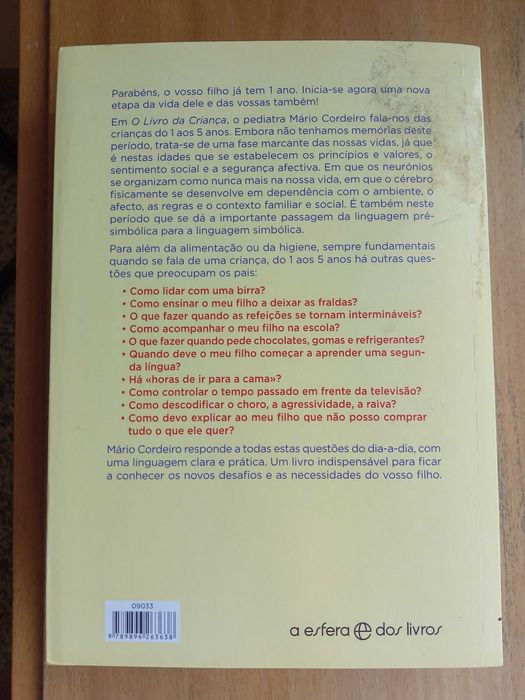 Parabéns, o vosso filho já tem 1 ano. Inicia-se agora uma nova
etapa da vida dele e das vossas também!
Em O Livro da Criança, o pediatra Mário Cordeiro fala-nos das
crianças do 1 aos 5 anos. Embora não tenhamos memórias deste
período, trata-se de uma fase marcante das nossas vidas, já que
é nestas idades que se estabelecem os princípios e valores, o
sentimento social e a segurança afectiva. Em que os neurónios
se organizam como nunca mais na nossa vida, em que o cérebro
fisicamente se desenvolve em dependência com o ambiente, o
afecto, as regras e o contexto familiar e social. É também neste
período que se dá a importante passagem da linguagem pré-
simbólica para a linguagem simbólica.
Para além da alimentação ou da higiene, sempre fundamentais
quando se fala de uma criança, do 1 aos 5 anos há outras ques-
tões que preocupam os pais:
• Como lidar com uma birra?
• Como ensinar o meu filho a deixar as fraldas?
• O que fazer quando as refeições se tornam intermináveis?
• Como acompanhar o meu filho na escola?
• O que fazer quando pede chocolates, gomas e refrigerantes?
• Quando deve o meu filho começar a aprender uma segun-
da língua?
• Há «horas de ir para a cama»?
• Como controlar o tempo passado em frente da televisão?
• Como descodificar o choro, a agressividade, a raiva?
• Como devo explicar ao meu filho que não posso comprar
tudo o que ele quer?
Mário Cordeiro responde a todas estas questões do dia-a-dia, com
uma linguagem clara e prática. Um livro indispensável para ficar
a conhecer os novos desafios e as necessidades do vosso filho.
09033
9 789896 263638
a esfera dos livros